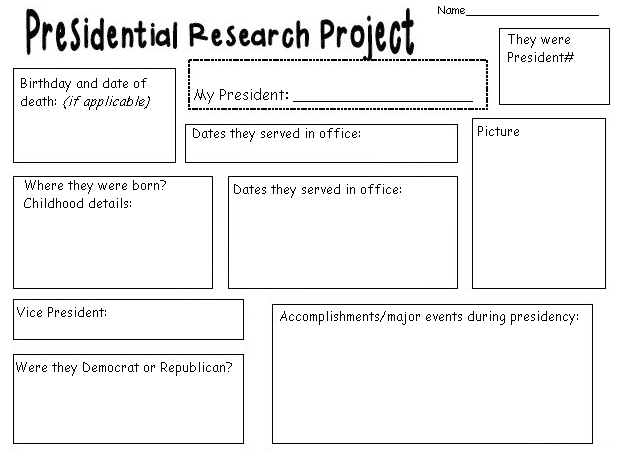 Presidential Research Project
Name
They were
President#
Birthday and date of
death: (if applicable)
My President:
Dates they served in office:
Picture
Where they were born?
Childhood details:
Dates they served in office:
Vice President:
Accomplishments/major events during presidency:
Were they Democrat or Republican?